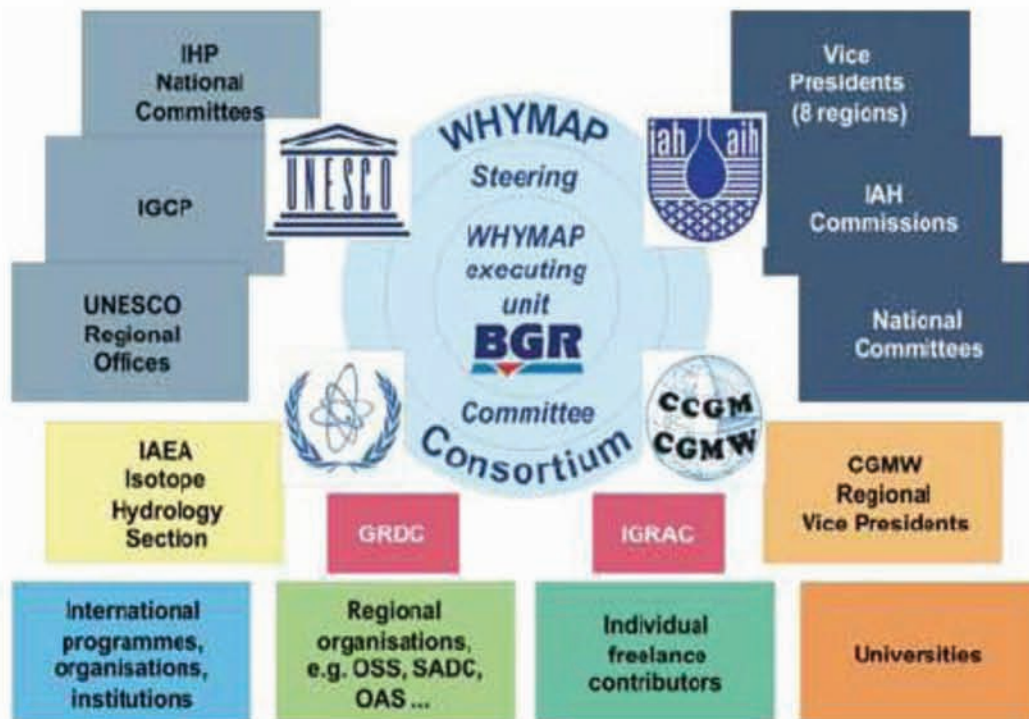 IHP
National
Committees
IGCP
UNESCO
Regional
Offices
UNESCO
WHYMAP
Steering
WHYMAP
executing
unit
BGR
Committee
Consortium
iah aih
Vice
Presidents
(8 regions)
IAH
Commissions
National
Committees
CCGM
CGMW
IAEA
Isotope
Hydrology
Section
GRDC
IGRAC
CGMW
Regional
Vice Presidents
International
programmes,
organisations,
institutions
Regional
organisations,
e.g. OSS, SADC,
OAS ...
Individual
freelance
contributors
Universities